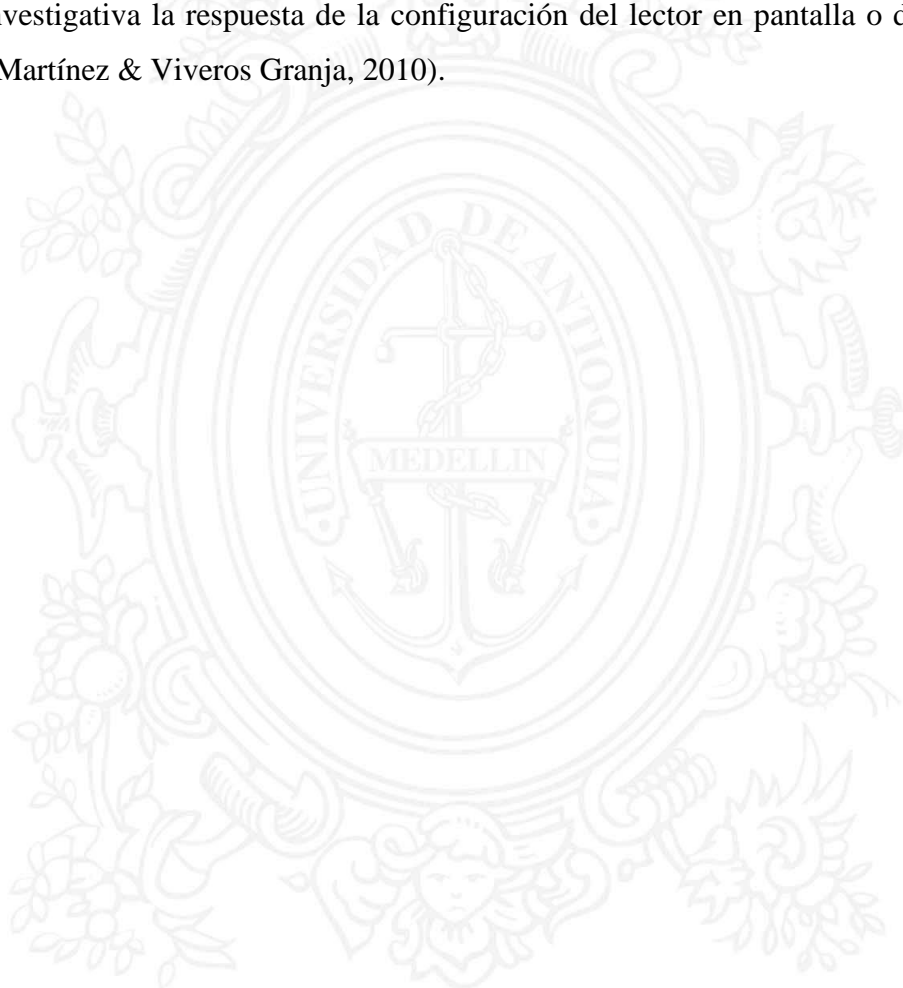 nvestigativa la respuesta de la configuración del lector en pantalla o d
Martínez & Viveros Granja, 2010).
UNIVERSIDAD DE ANTIOQUIA
MEDELLIN